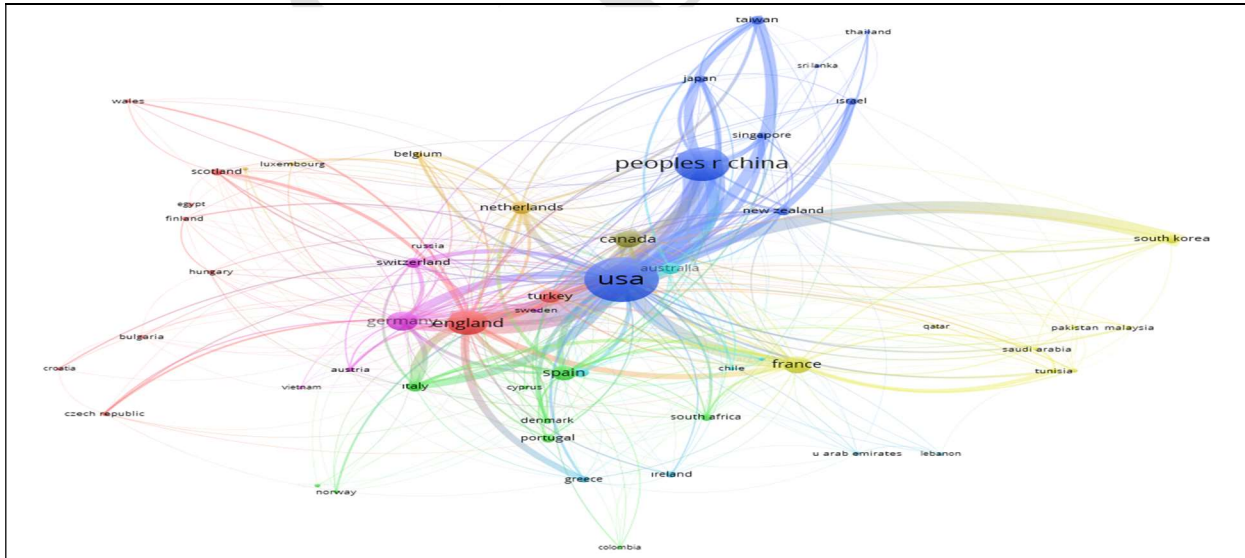 taiwan
thailand
sri lanka
japan
israel
wales
singapore
belgium
peoples r china
luxembourg
scotland
egypt
netherlands
new zealand
finland
canada
south korea
russia
switzerland
hungary
australia
usa
turkey
sweden
germany
england
qatar
pakistan
malaysia
bulgaria
saudi arabia
france
croatia
austria
spain
chile
tunisia
vietnam
italy
cyprus
czech republic
denmark
south africa
portugal
u arab emirates
lebanon
ireland
greece
norway
colombia